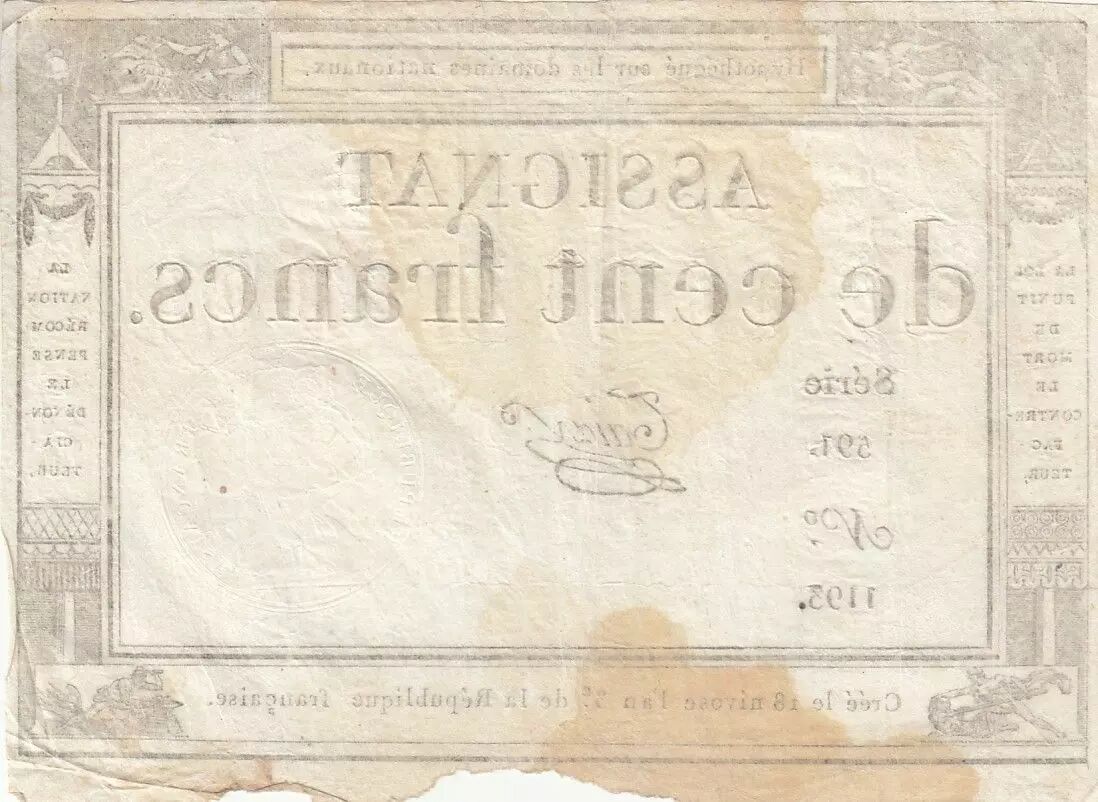 Hypothéqué sur les domaines nationaux.
ASSIGNAT
de cent francs.
Série
591.
Nº.
1193.
LA LOI
PUNIT
DE
MORT
LE
CONTRE-
FAC-
TEUR.
LA
NATION
RÉCOM-
PENSE
LE
DÉNON-
CIA-
TEUR.
Créé le 18 nivose l'an 3e. de la République française.